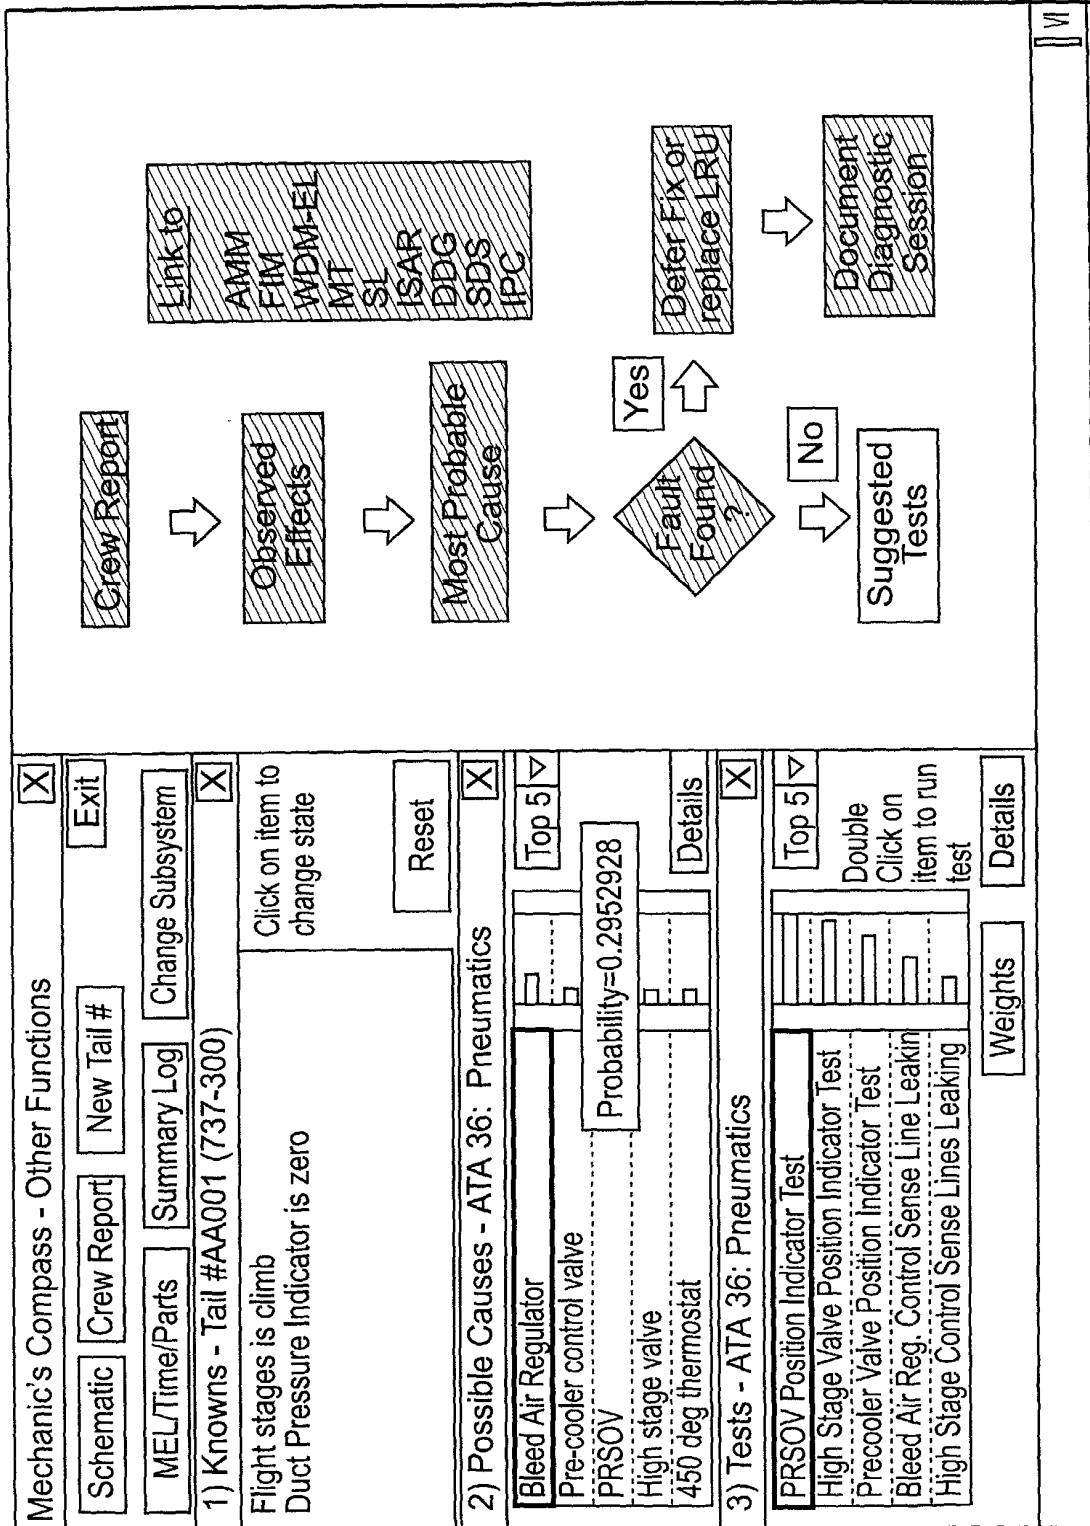 Mechanic's Compass - Other Functions
X
Schematic
Crew Report
New Tail #
Exit
MEL/Time/Parts
Summary Log
Change Subsystem
1) Knowns - Tail #AA001 (737-300)
X
Flight stages is climb
Duct Pressure Indicator is zero
Click on item to
change state
Reset
2) Possible Causes - ATA 36: Pneumatics
X
Bleed Air Regulator
Pre-cooler control valve
PRSOV
High stage valve
450 deg thermostat
Probability=0.2952928
Top 5
Details
3) Tests - ATA 36: Pneumatics
X
PRSOV Position Indicator Test
High Stage Valve Position Indicator Test
Precooler Valve Position Indicator Test
Bleed Air Reg. Control Sense Line Leakin
High Stage Control Sense Lines Leaking
Top 5
Double
Click on
item to run
test
Weights
Details
Crew Report
Observed
Effects
Most Probable
Cause
Fault
Found
?
Yes
No
Suggested
Tests
Link to
AMM
FIM
WDM-EL
MT
SL
ISAR
DDG
SDS
IPC
Defer Fix or
replace LRU
Document
Diagnostic
Session